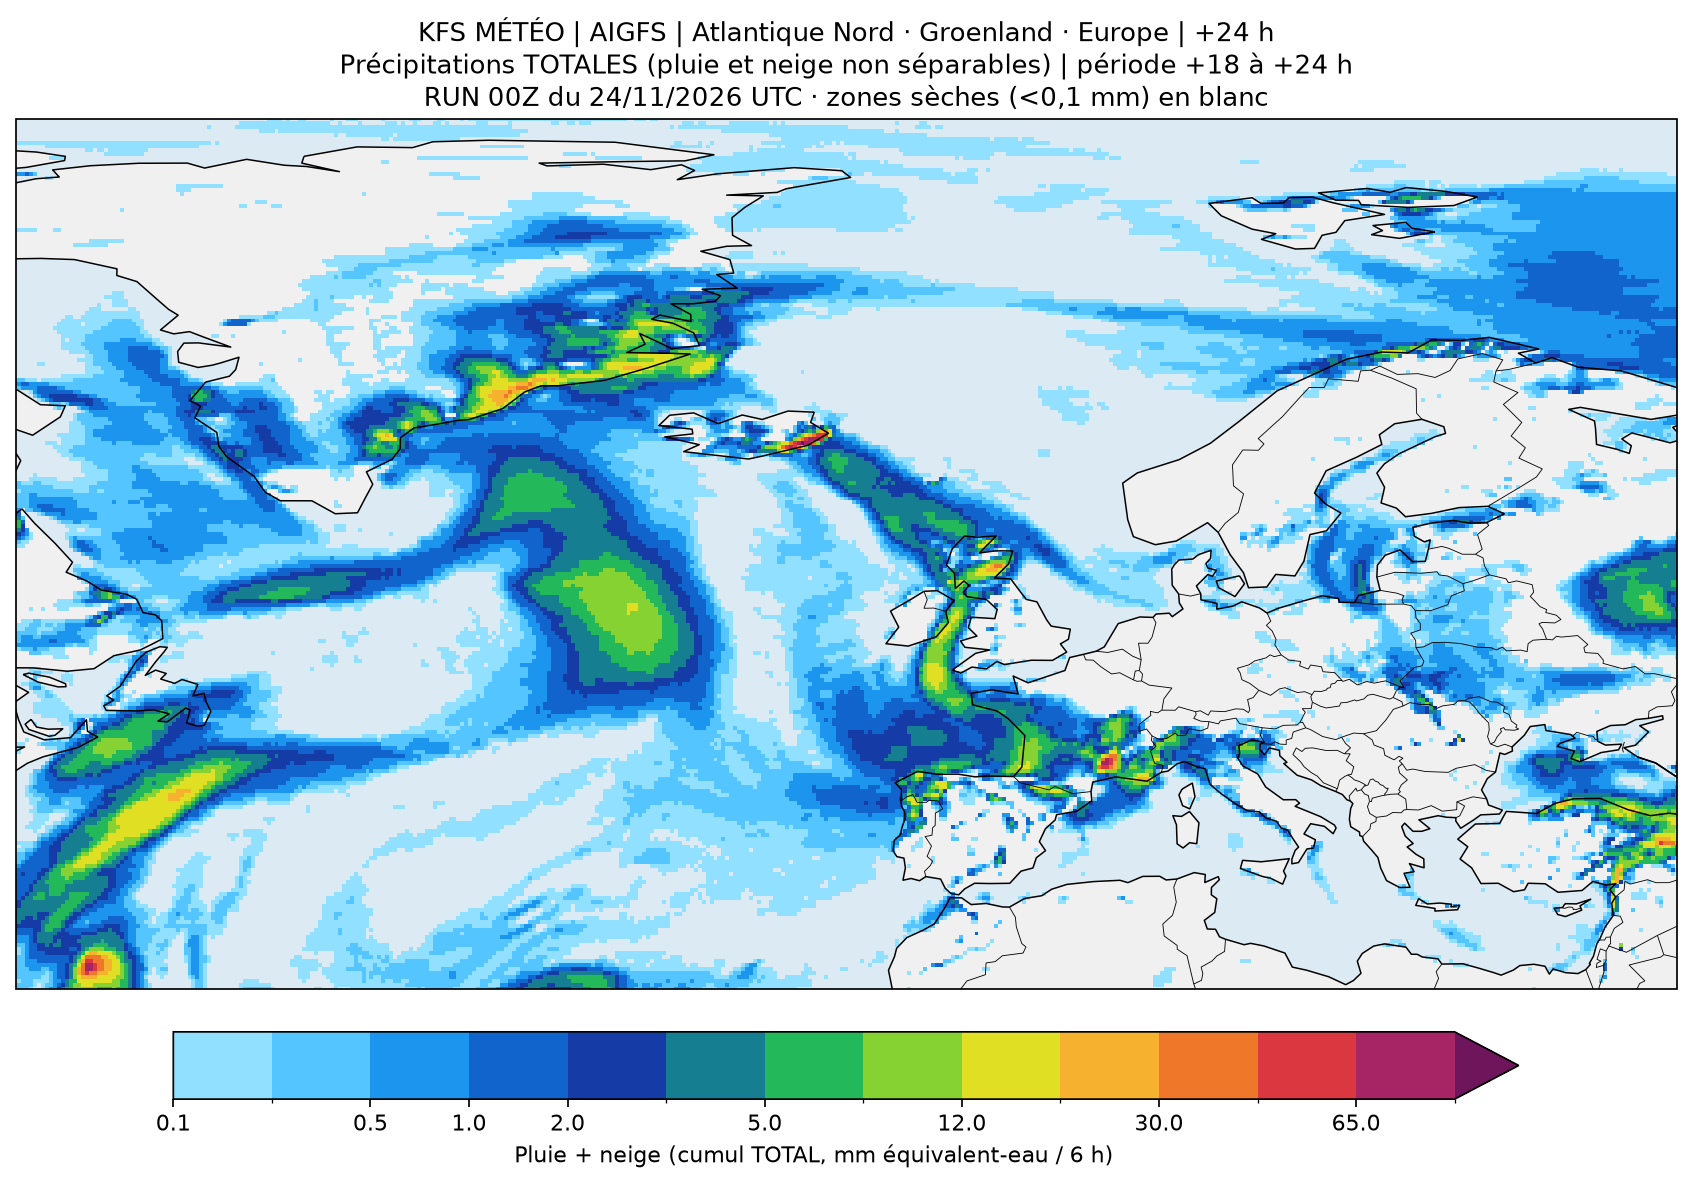 KFS MÉTÉO | AIGFS | Atlantique Nord · Groenland · Europe | +24 h
Précipitations TOTALES (pluie et neige non séparables) | période +18 à +24 h
RUN 00Z du 24/11/2026 UTC · zones sèches (<0,1 mm) en blanc
0.1 0.5 1.0 2.0 5.0 12.0 30.0 65.0
Pluie + neige (cumul TOTAL, mm équivalent-eau / 6 h)